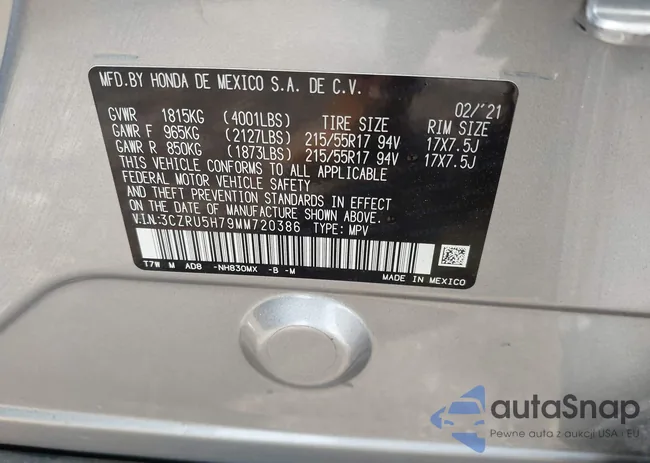 MFD.BY HONDA DE MEXICO S.A. DE C.V.
02/'21
GVWR 1815KG (4001LBS) TIRE SIZE RIM SIZE
GAWR F 965KG (2127LBS) 215/55R17 94V 17X7.5J
GAWR R 850KG (1873LBS) 215/55R17 94V 17X7.5J
THIS VEHICLE CONFORMS TO ALL APPLICABLE
FEDERAL MOTOR VEHICLE SAFETY
AND THEFT PREVENTION STANDARDS IN EFFECT
ON THE DATE OF MANUFACTURE SHOWN ABOVE.
V.I.N:3CZRU5H79MM720386 TYPE: MPV
T7W M AD8 -NH830MX -B -M
MADE IN MEXICO
autaSnap
Pewne auta z aukcji USA i EU